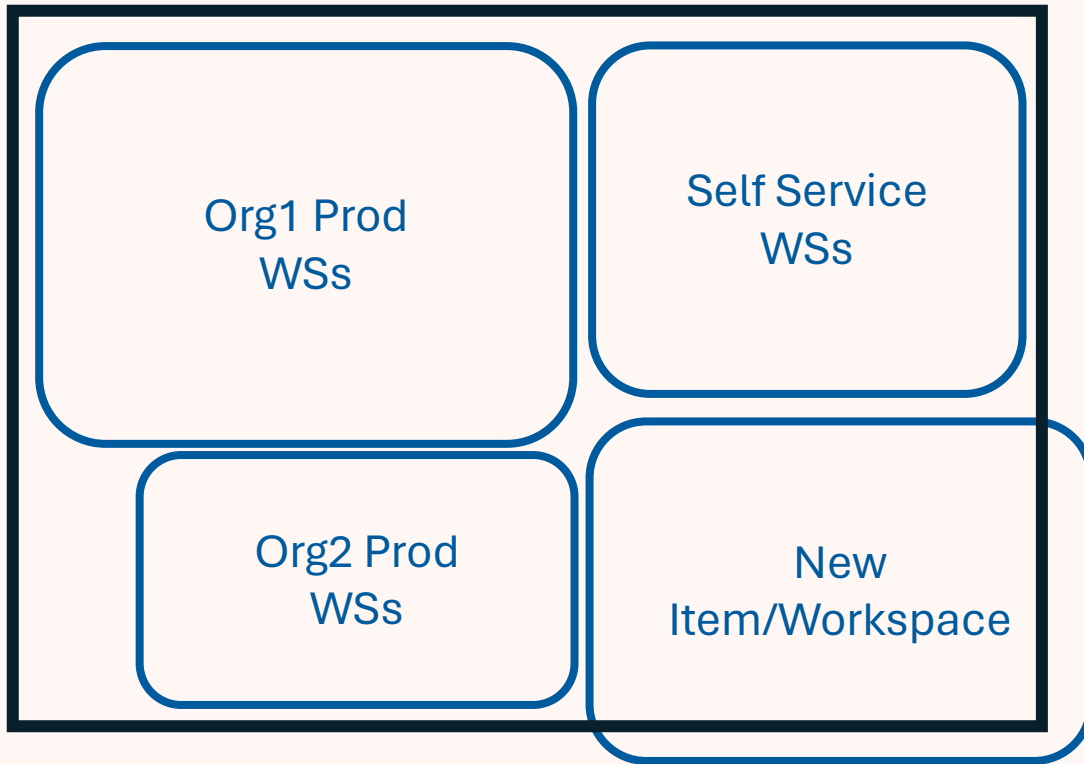 Org1 Prod
WSs
Self Service
WSs
Org2 Prod
WSs
New
Item/Workspace